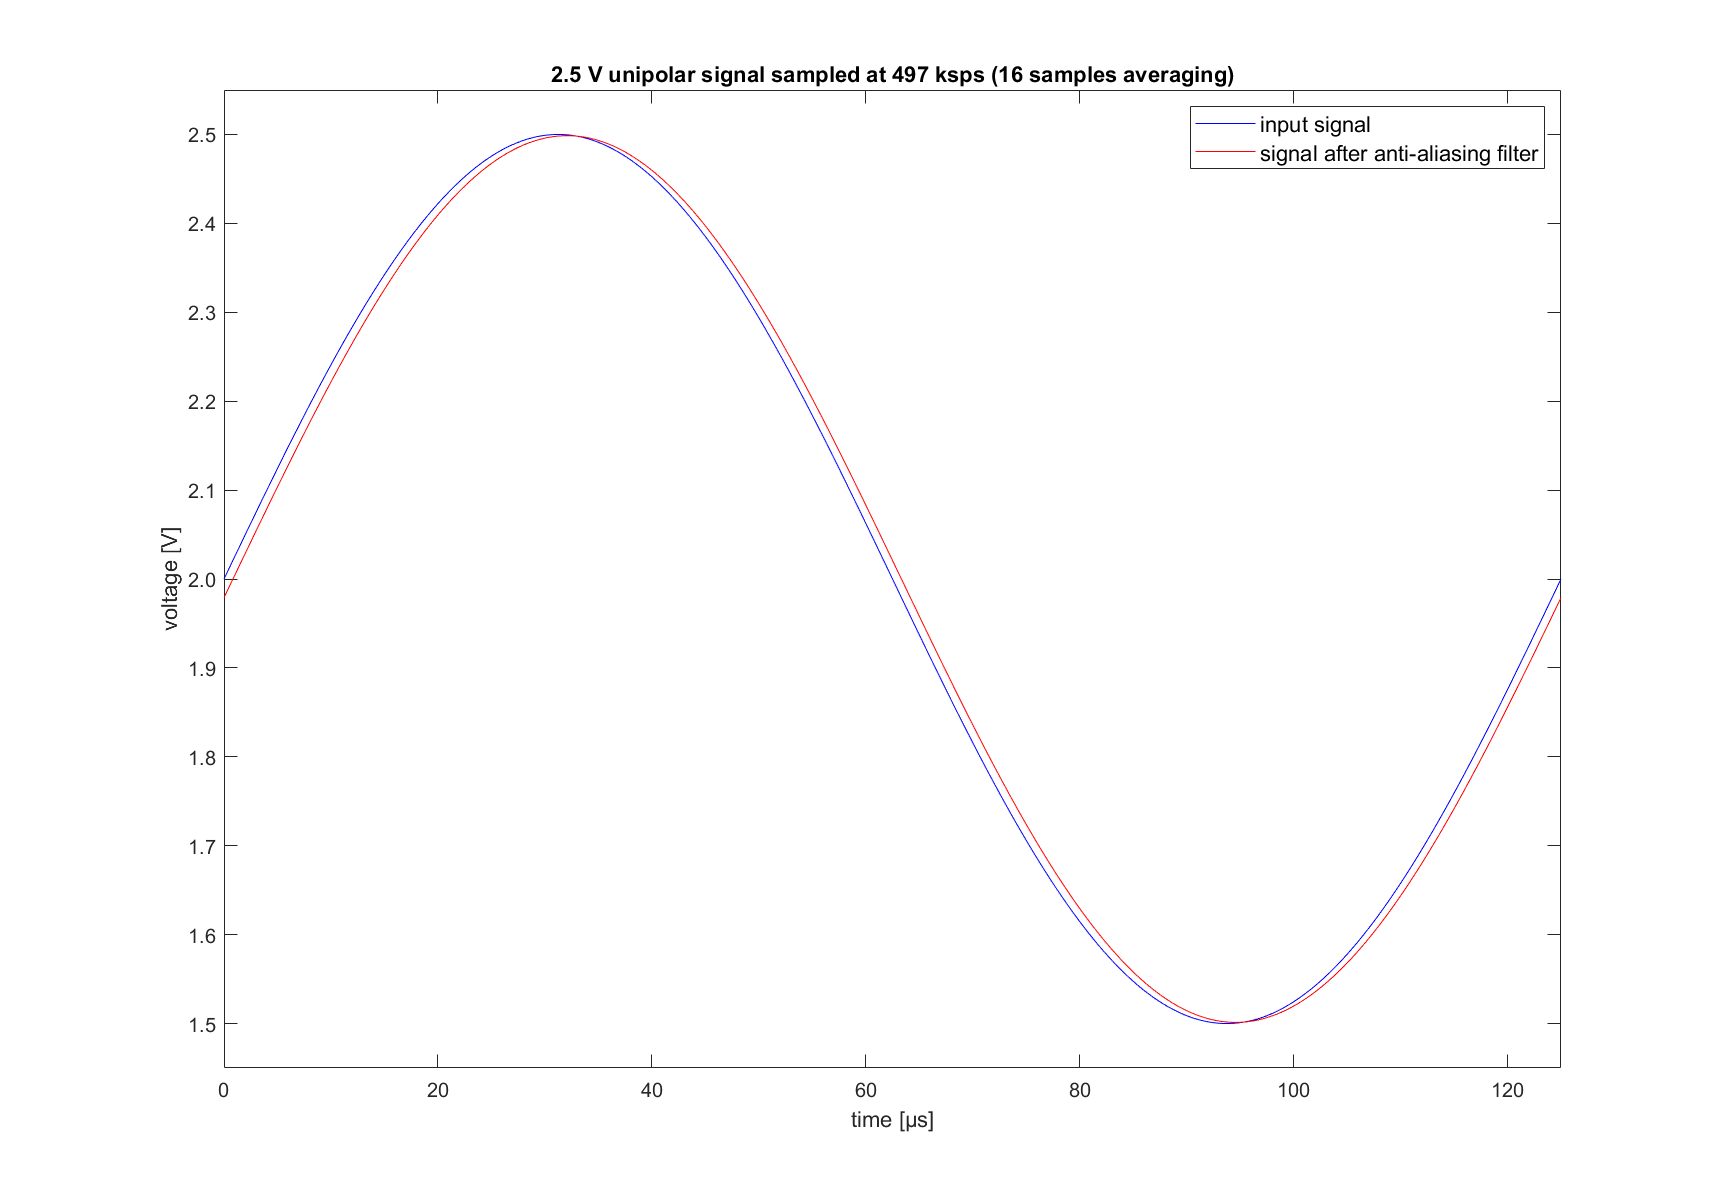 2.5 V unipolar signal sampled at 497 ksps (16 samples averaging)
input signal
signal after anti-aliasing filter
2.5
2.4
2.3
2.2
2.1
2.0
1.9
1.8
1.7
1.6
1.5
voltage [V]
0 20 40 60 80 100 120
time [µs]